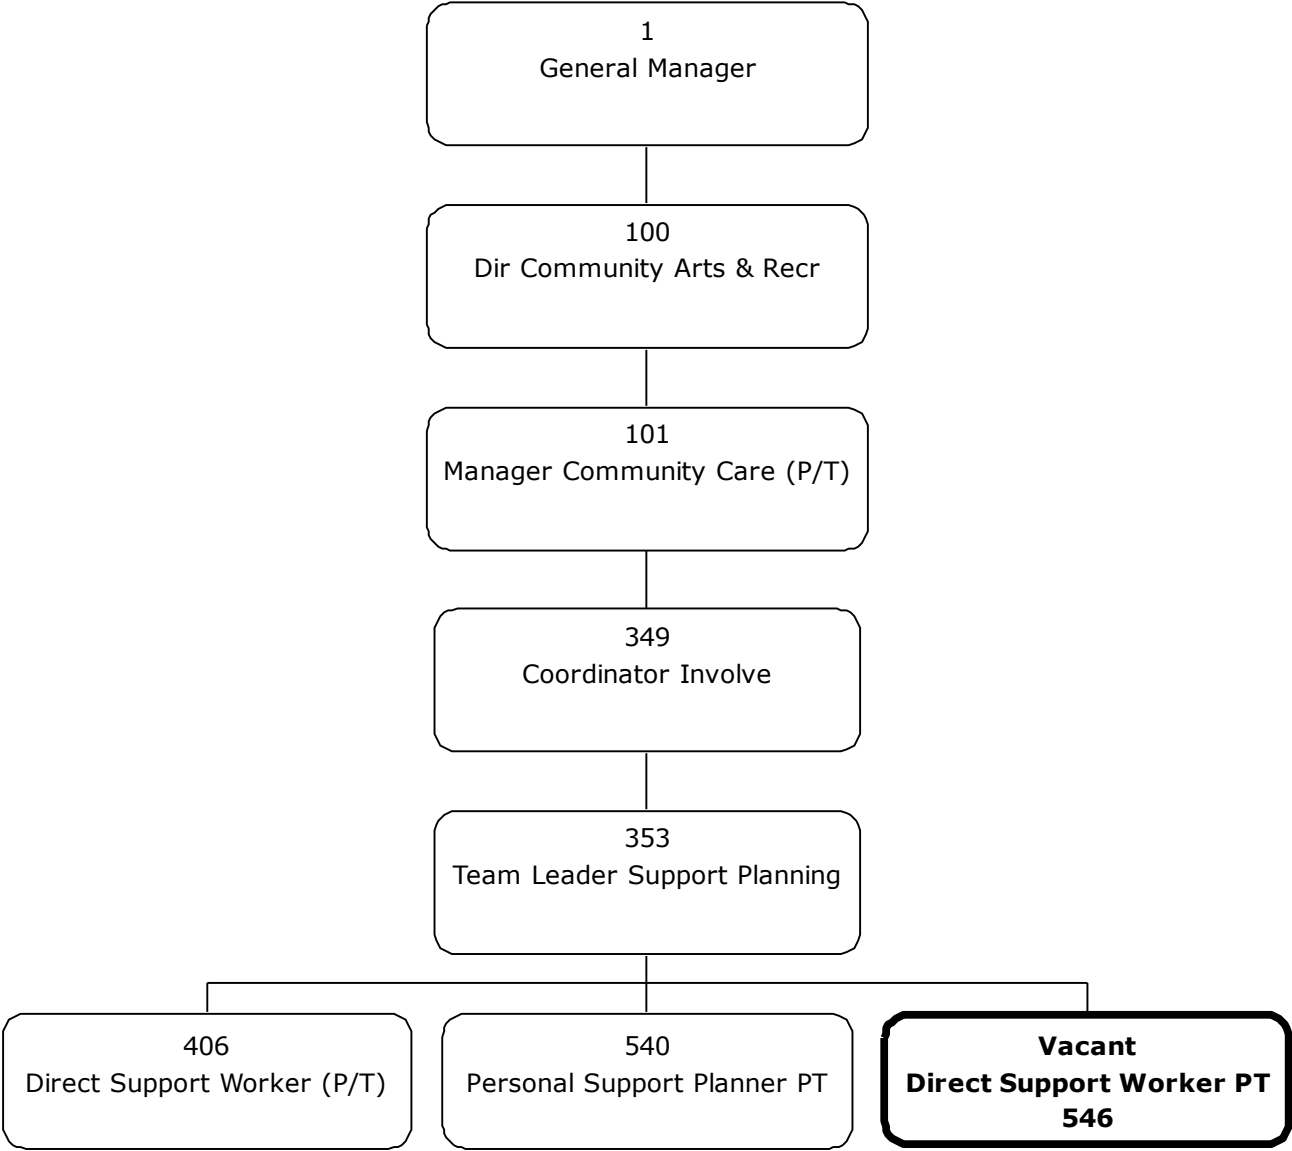 1
General Manager
100
Dir Community Arts & Recr
101
Manager Community Care (P/T)
349
Coordinator Involve
353
Team Leader Support Planning
406
Direct Support Worker (P/T)
540
Personal Support Planner PT
Vacant
Direct Support Worker PT
546